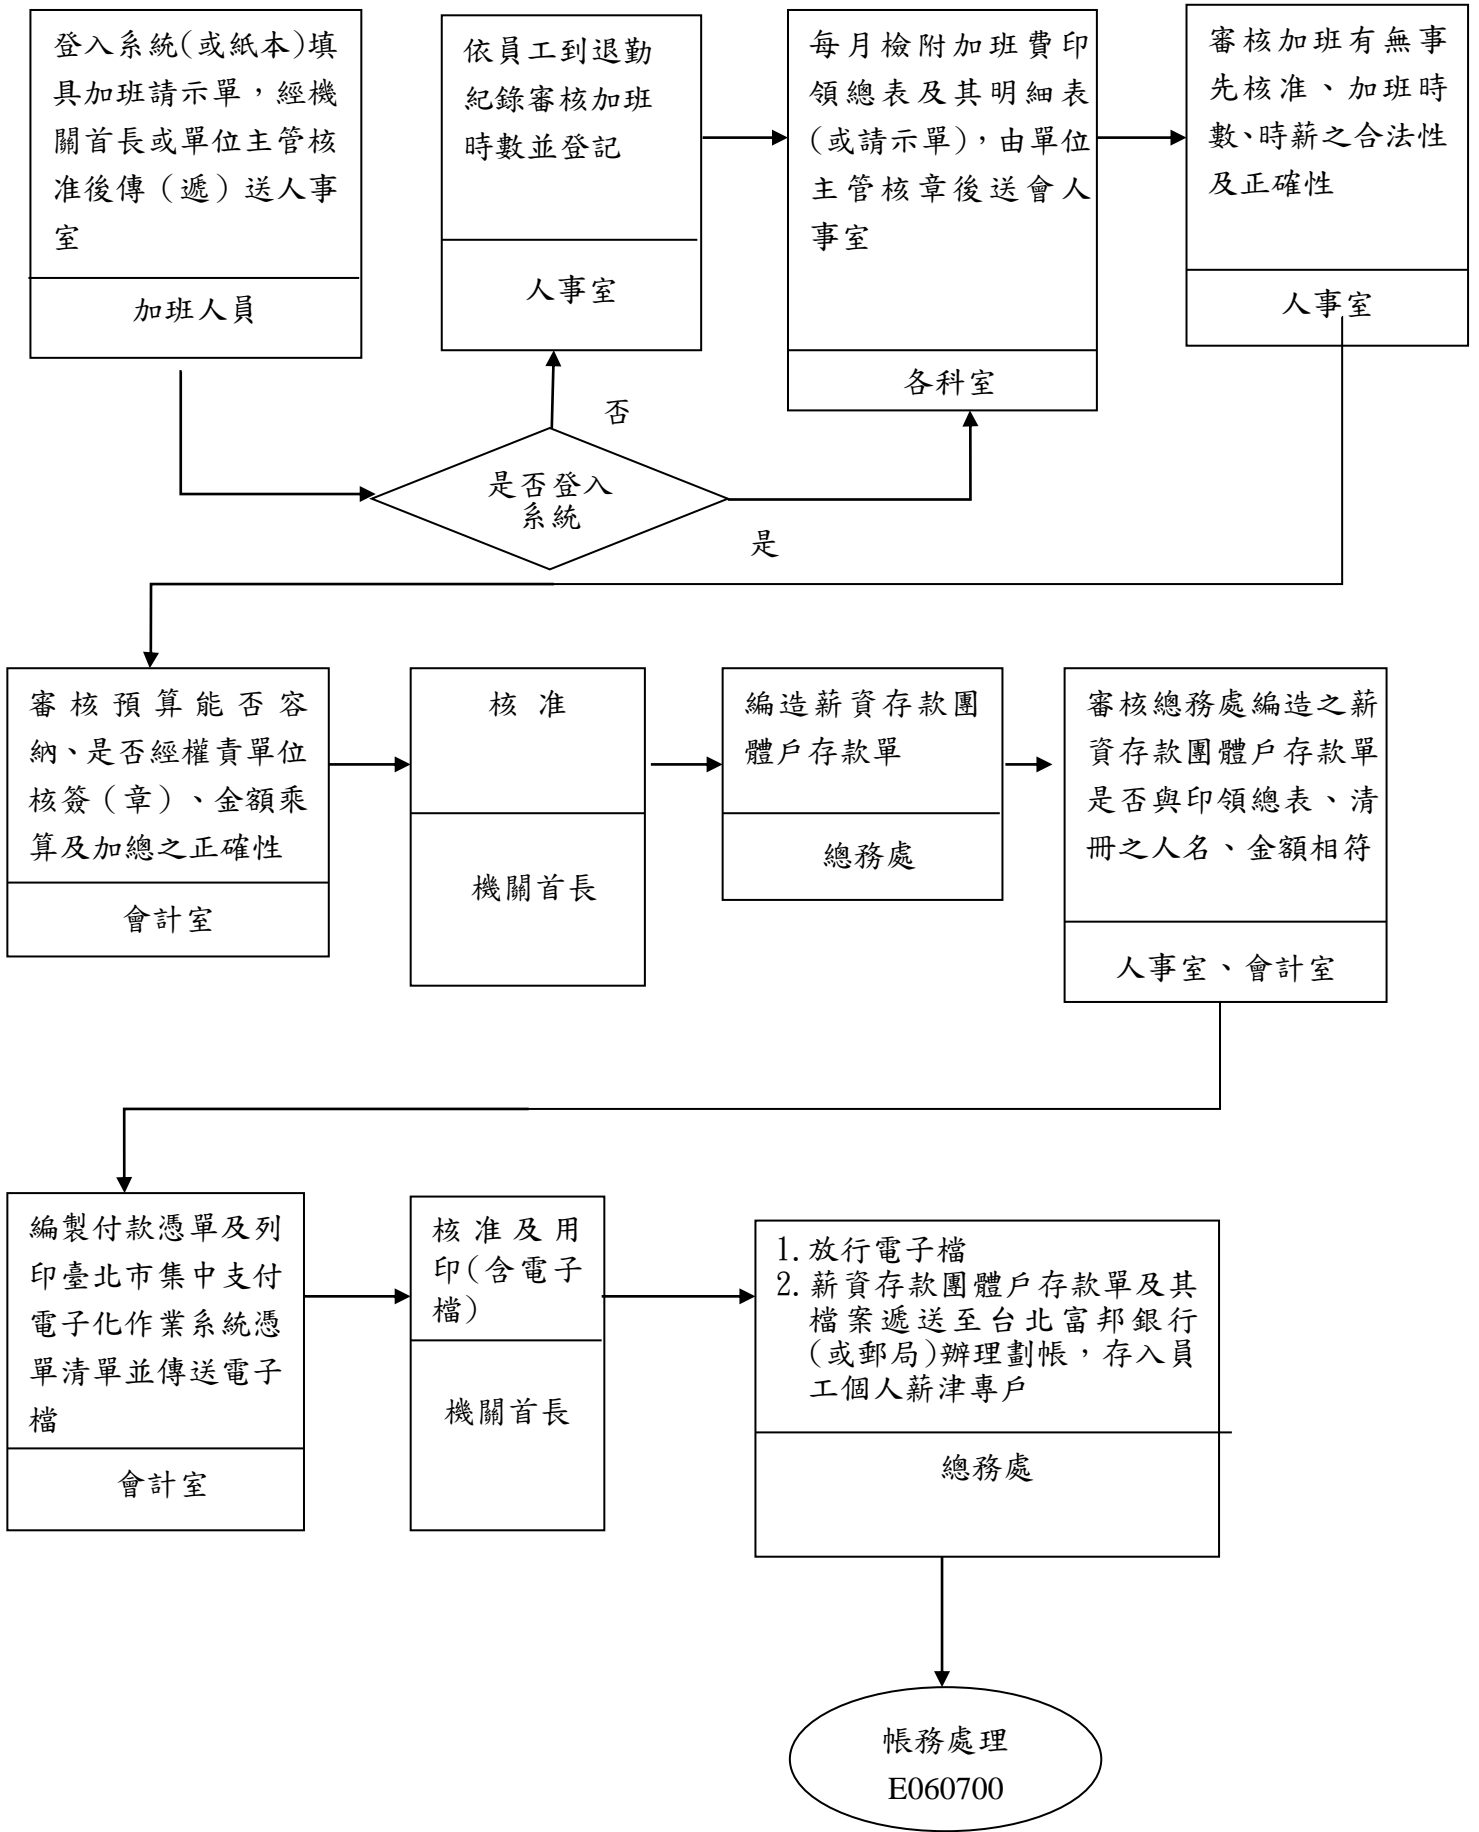 登入系統(或紙本)填
具加班請示單，經機
關首長或單位主管核
准後傳（遞）送人事
室
加班人員
依員工到退勤
紀錄審核加班
時數並登記
人事室
每月檢附加班費印
領總表及其明細表
(或請示單)，由單位
主管核章後送會人
事室
各科室
審核加班有無事
先核准、加班時
數、時薪之合法性
及正確性
人事室
否
是否登入
系統
是
審核預算能否容
納、是否經權責單位
核簽（章）、金額乘
算及加總之正確性
會計室
核准
機關首長
編造薪資存款團
體戶存款單
總務處
審核總務處編造之薪
資存款團體戶存款單
是否與印領總表、清
冊之人名、金額相符
人事室、會計室
編製付款憑單及列
印臺北市集中支付
電子化作業系統憑
單清單並傳送電子
檔
會計室
核准及用
印(含電子
檔)
機關首長
1.放行電子檔
2.薪資存款團體戶存款單及其
檔案遞送至台北富邦銀行
(或郵局)辦理劃帳，存入員
工個人薪津專戶
總務處
帳務處理
E060700